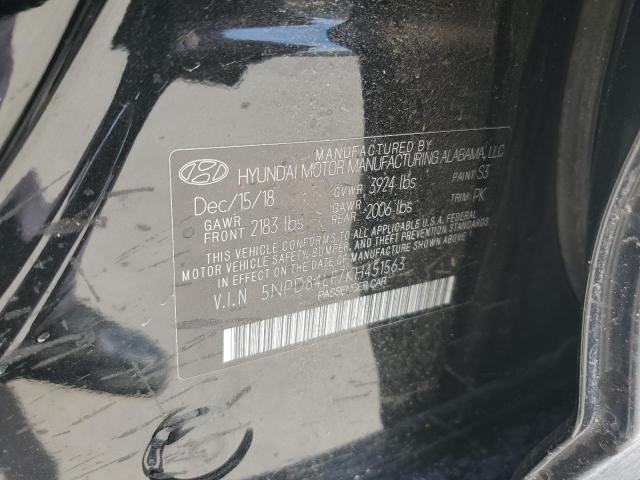 MANUFACTURED BY
HYUNDAI MOTOR MANUFACTURING ALABAMA, LLC
Dec/15/18 GVWR 3924 lbs PAINT S3
GAWR FRONT 2183 lbs GAWR REAR 2006 lbs TRIM: PK
THIS VEHICLE CONFORMS TO ALL APPLICABLE U.S.A. FEDERAL
MOTOR VEHICLE SAFETY, BUMPER, AND THEFT PREVENTION
STANDARDS IN EFFECT ON THE DATE OF
MANUFACTURE SHOWN ABOVE.
V.I.N 5NPD84LF7KH451563
PASSENGER CAR